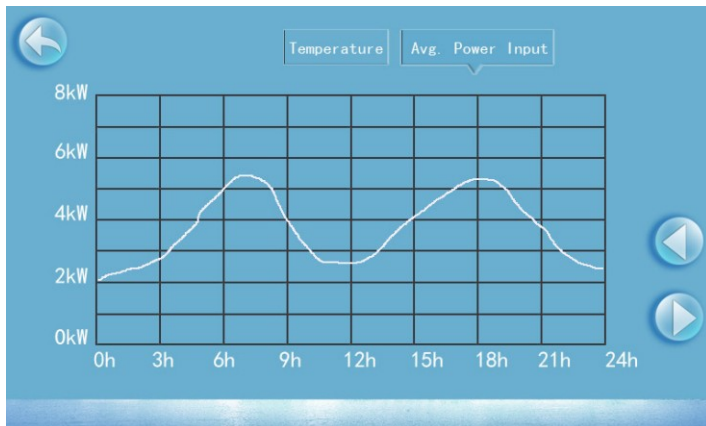 Temperature Avg. Power Input
8kW
6kW
4kW
2kW
0kW
0h 3h 6h 9h 12h 15h 18h 21h 24h